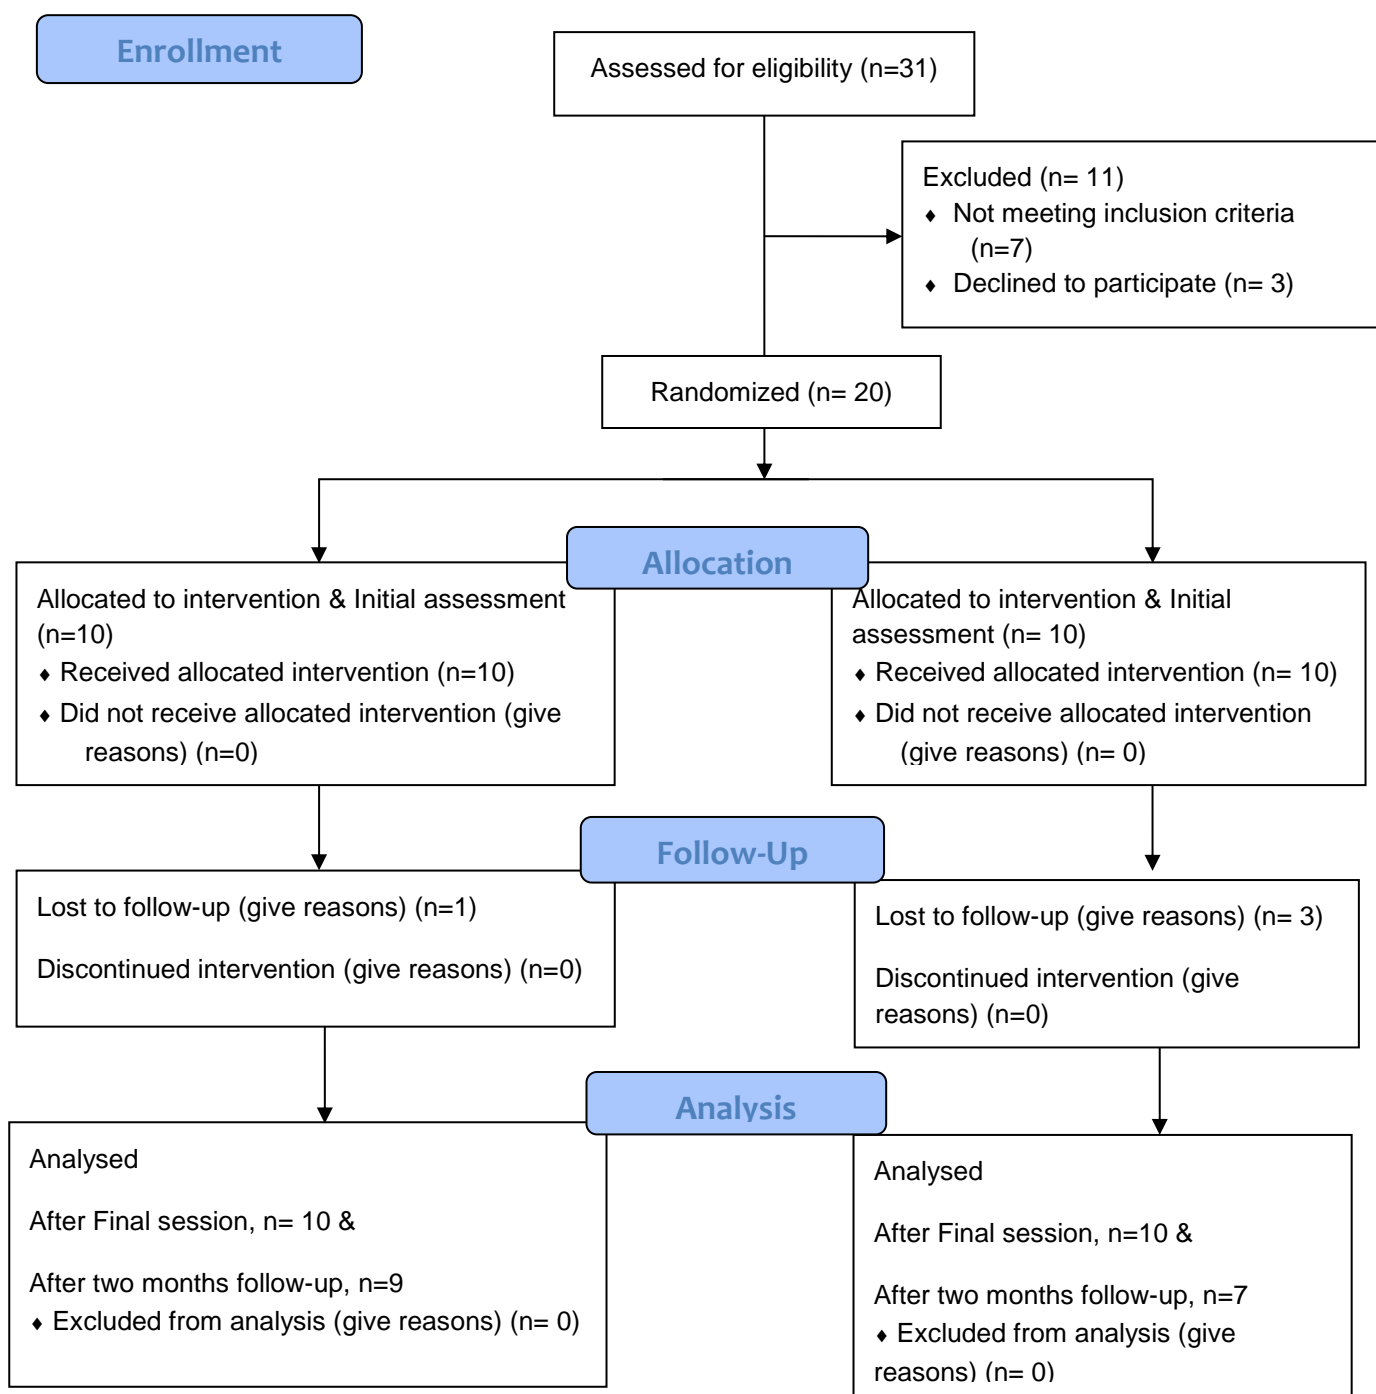 Enrollment
Assessed for eligibility (n=31)
Excluded (n= 11)
♦ Not meeting inclusion criteria
(n=7)
♦ Declined to participate (n= 3)
Randomized (n= 20)
Allocation
Allocated to intervention & Initial assessment
(n=10)
♦ Received allocated intervention (n=10)
♦ Did not receive allocated intervention (give
reasons) (n=0)
Allocated to intervention & Initial
assessment (n= 10)
♦ Received allocated intervention (n= 10)
♦ Did not receive allocated intervention
(give reasons) (n= 0)
Follow-Up
Lost to follow-up (give reasons) (n=1)
Discontinued intervention (give reasons) (n=0)
Lost to follow-up (give reasons) (n= 3)
Discontinued intervention (give
reasons) (n=0)
Analysis
Analysed
After Final session, n= 10 &
After two months follow-up, n=9
♦ Excluded from analysis (give reasons) (n= 0)
Analysed
After Final session, n=10 &
After two months follow-up, n=7
♦ Excluded from analysis (give
reasons) (n= 0)